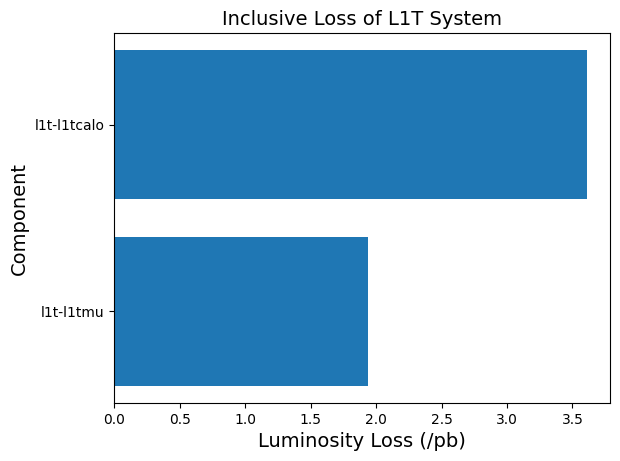 Inclusive Loss of L1T System
Component
l1t-l1tcalo
l1t-l1tmu
0.0 0.5 1.0 1.5 2.0 2.5 3.0 3.5
Luminosity Loss (/pb)